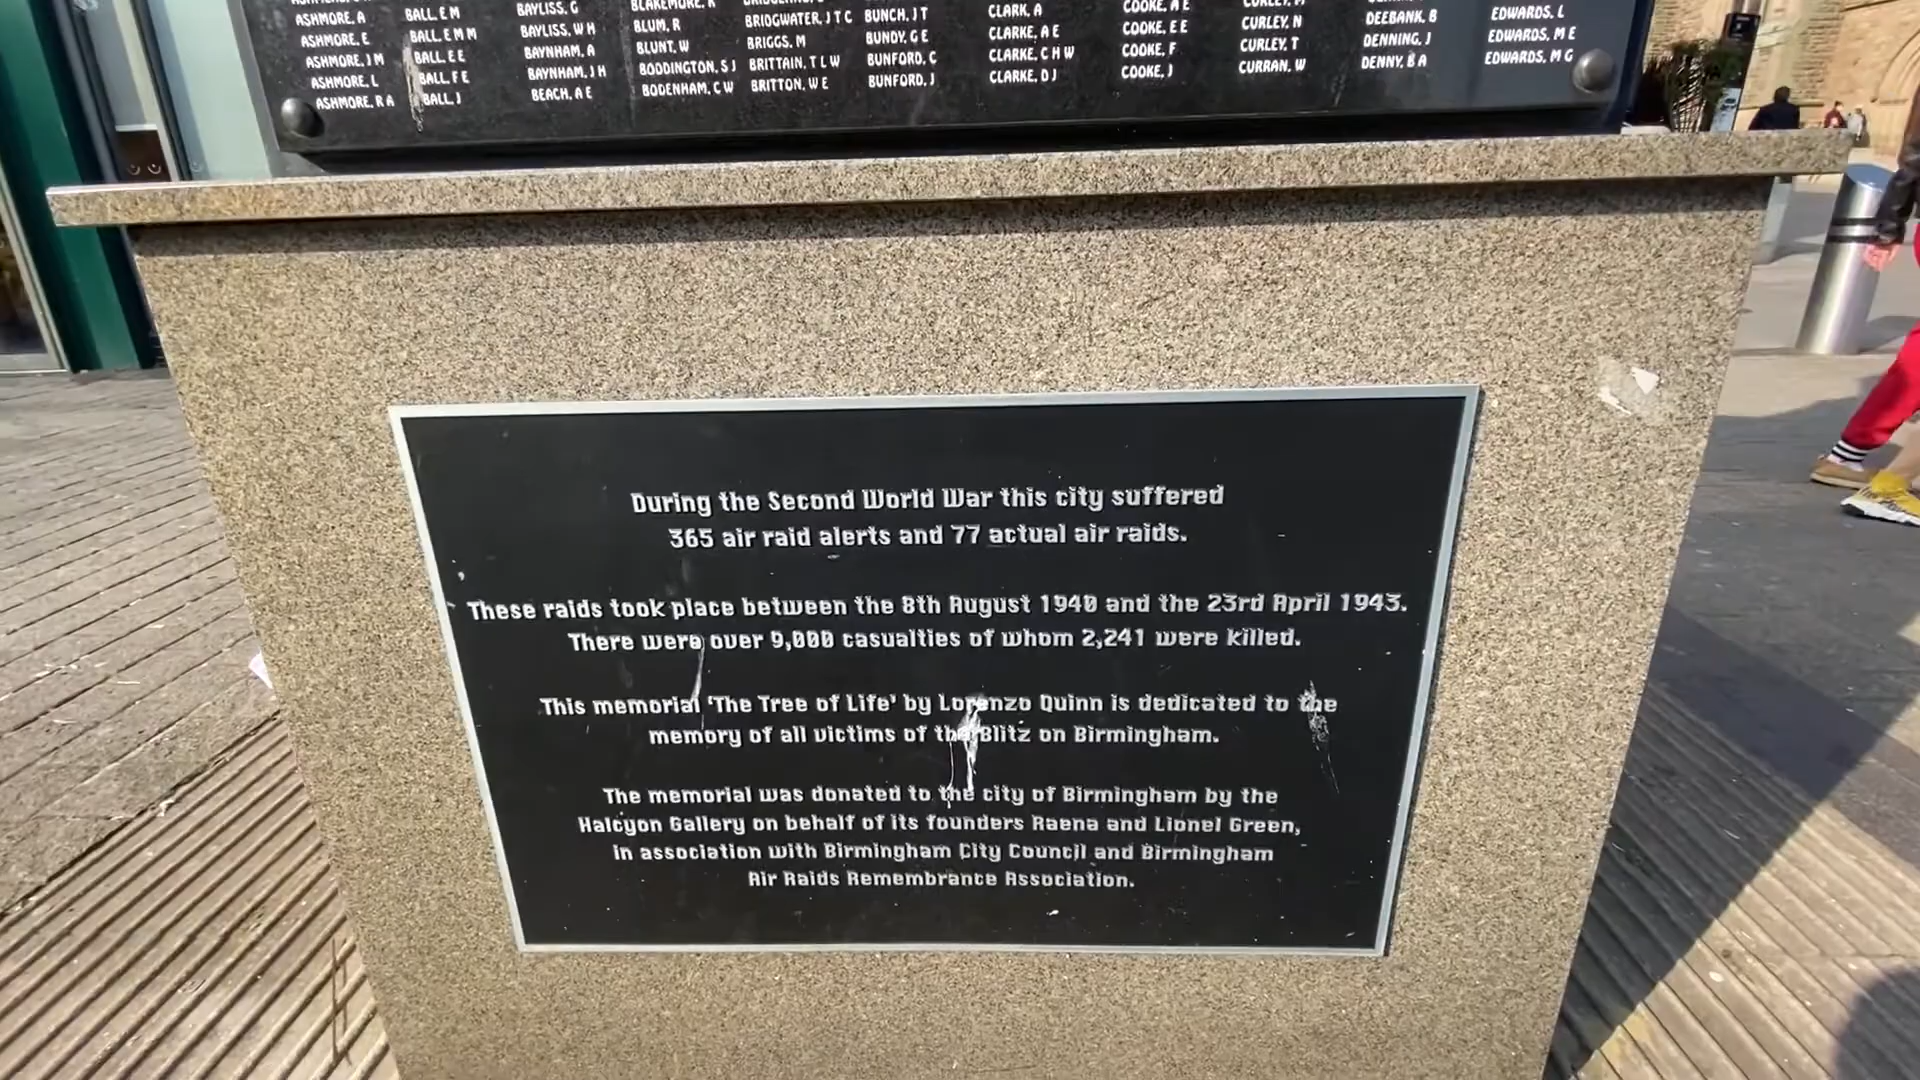 ASHMORE. A
ASHMORE. E
ASHMORE. J M
ASHMORE. L
ASHMORE. R A
BALL. E M
BALL. E M M
BALL. E E
BALL. F E
BALL. J
BAYLISS. G
BAYLISS. W H
BAYNHAM. A
BAYNHAM. J H
BEACH. A E
BLAKEMORE. R
BLUM. R
BLUNT. W
BODDINGTON. S J
BODENHAM. C W
BRIDGWATER. J T C
BRIGGS. M
BRITTAIN. T L W
BRITTON. W E
BUNCH. J T
BUNDY. G E
BUNFORD. C
BUNFORD. J
CLARK. A
CLARKE. A E
CLARKE. C H W
CLARKE. D J
COOKE. A E
COOKE. E E
COOKE. F
COOKE. J
CURLEY. N
CURLEY. T
CURRAN. W
DEEBANK. B
DENNING. J
DENNY. B A
EDWARDS. L
EDWARDS. M E
EDWARDS. M G
During the Second World War this city suffered
365 air raid alerts and 77 actual air raids.
These raids took place between the 8th August 1940 and the 23rd April 1943.
There were over 9,000 casualties of whom 2,241 were killed.
This memorial 'The Tree of Life' by Lorenzo Quinn is dedicated to the
memory of all victims of the Blitz on Birmingham.
The memorial was donated to the city of Birmingham by the
Halcyon Gallery on behalf of its founders Raena and Lionel Green,
in association with Birmingham City Council and Birmingham
Air Raids Remembrance Association.